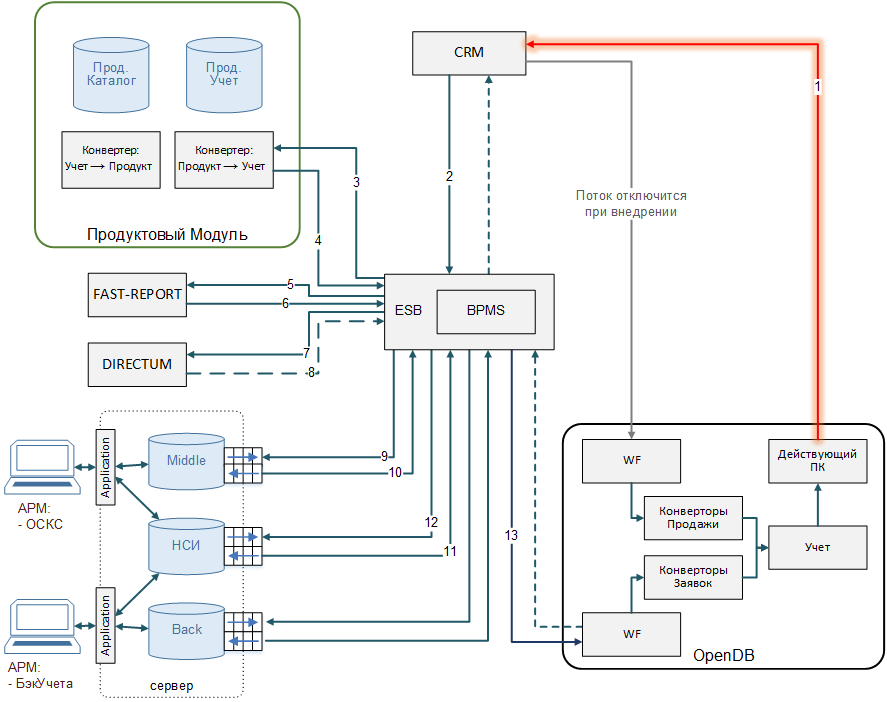 Прод.
Каталог
Прод.
Учет
Конвертер:
Учет → Продукт
Конвертер:
Продукт → Учет
Продуктовый Модуль
CRM
1
2
3
4
Поток отключится
при внедрении
FAST-REPORT
5
6
ESB
BPMS
DIRECTUM
7
8
Application
Middle
9
10
АРМ:
- ОСКС
НСИ
12
11
13
Application
Back
АРМ:
- БэкУчета
сервер
WF
Действующий
ПК
Конверторы
Продажи
Учет
Конверторы
Заявок
WF
OpenDB